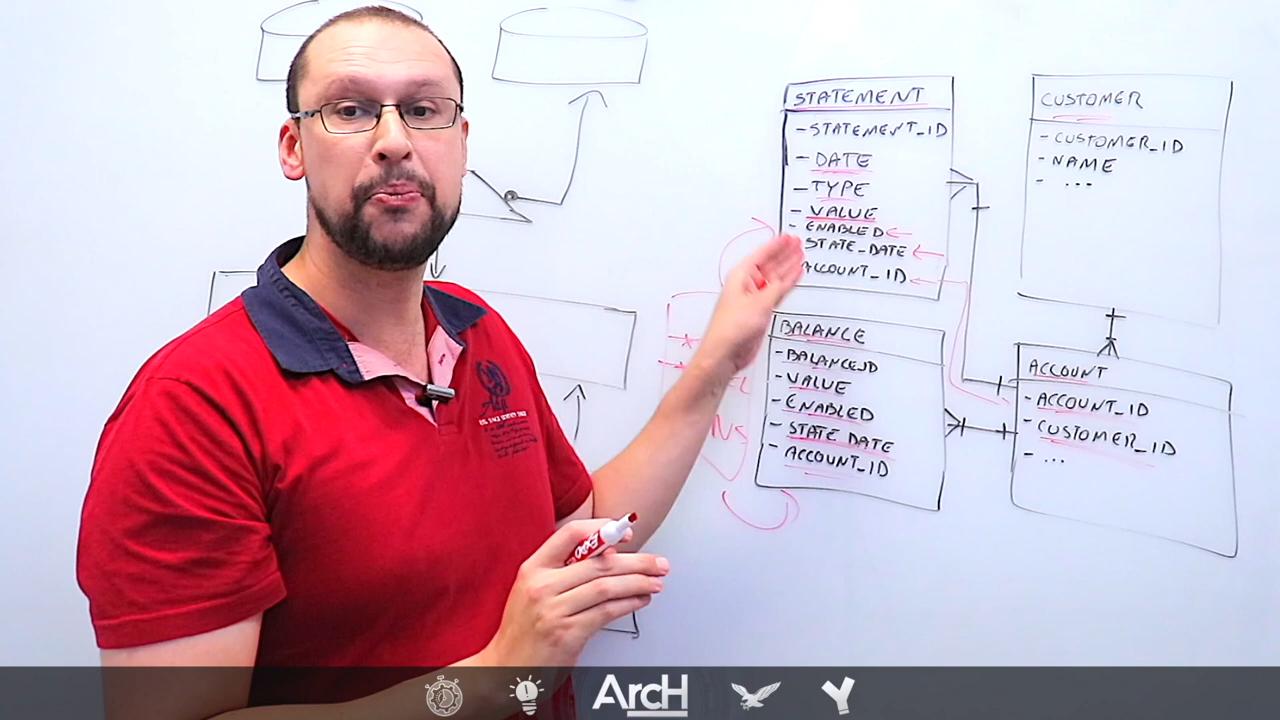 STATEMENT
- STATEMENT_ID
- DATE
- TYPE
- VALUE
- ENABLED
STATE_DATE
ACCOUNT_ID
CUSTOMER
- CUSTOMER_ID
- NAME
- ...
BALANCE
- BALANCE_ID
- VALUE
- ENABLED
- STATE DATE
- ACCOUNT_ID
ACCOUNT
- ACCOUNT_ID
- CUSTOMER_ID
- ...
EXPO
ArcH